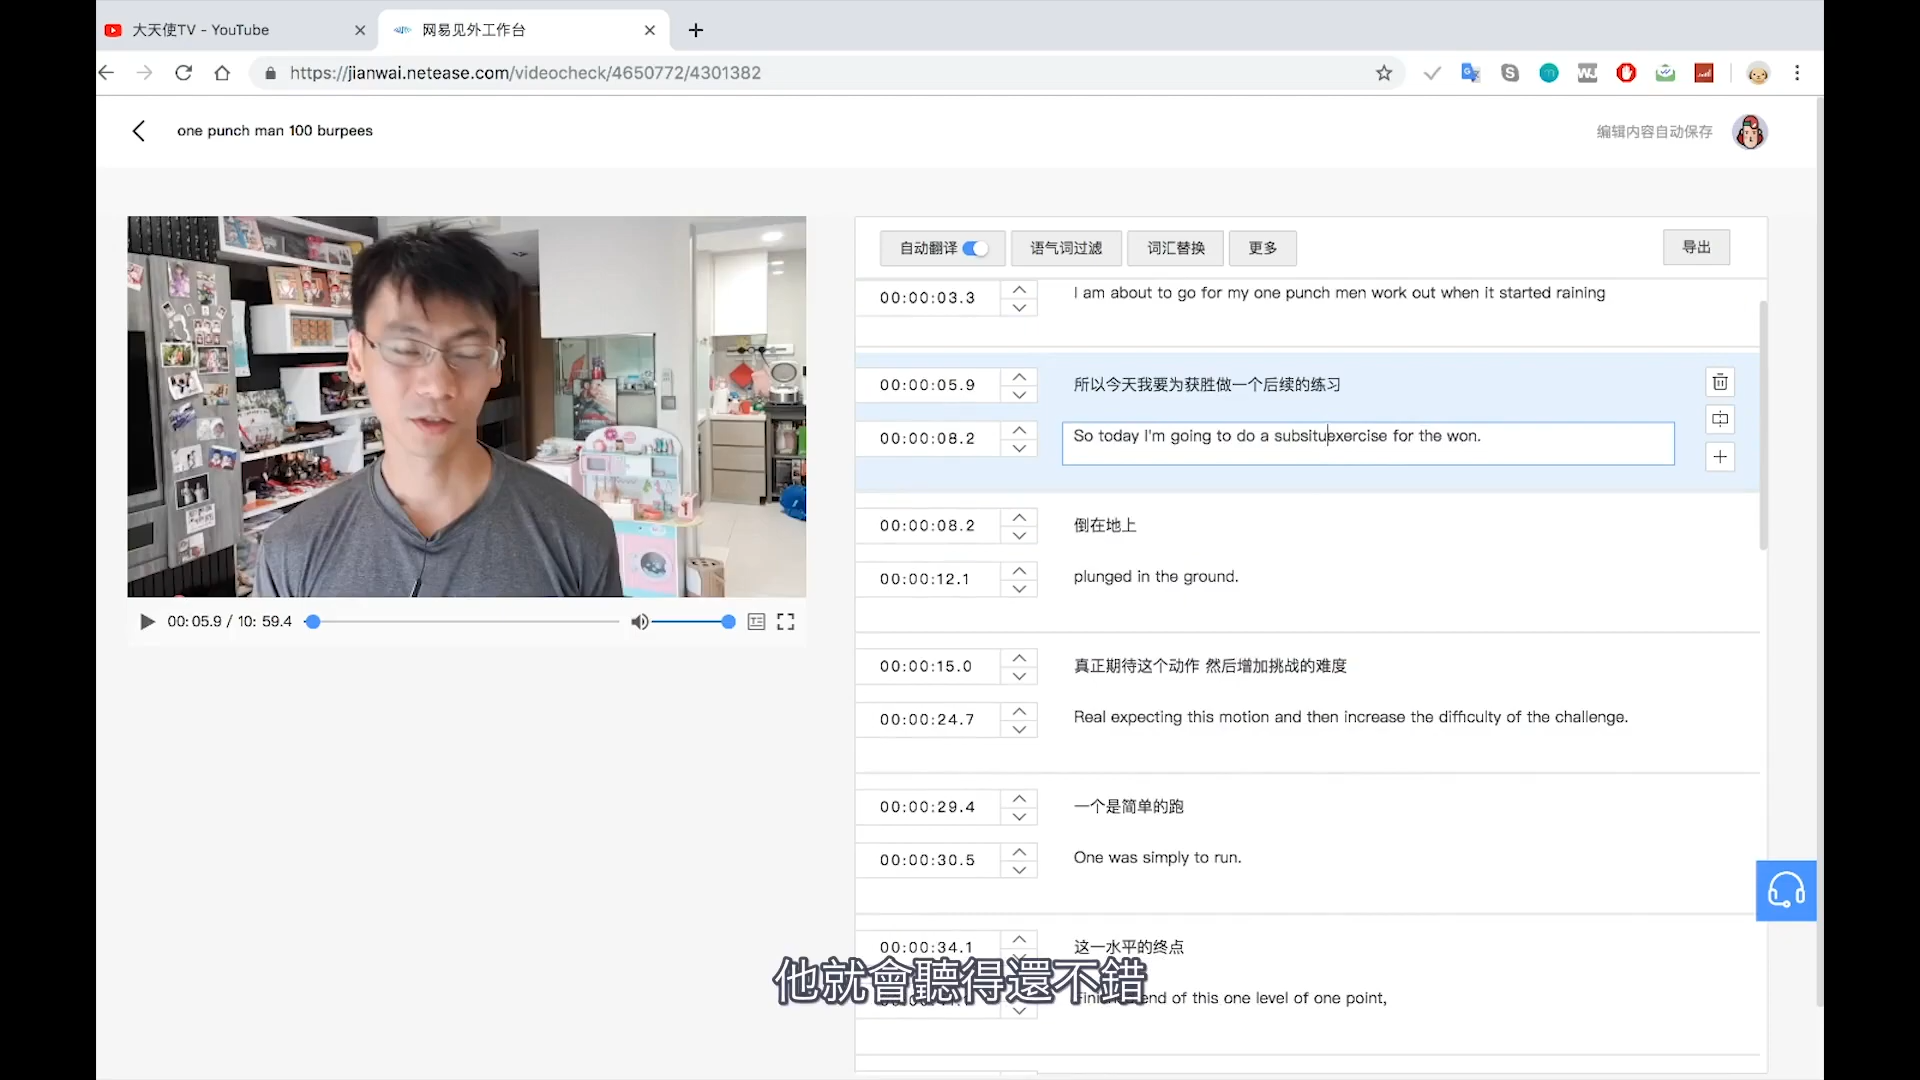 大天使TV - YouTube
网易见外工作台
https://jianwai.netease.com/videocheck/4650772/4301382
one punch man 100 burpees
编辑内容自动保存
自动翻译
语气词过滤
词汇替换
更多
导出
00:00:03.3
I am about to go for my one punch men work out when it started raining
00:00:05.9
所以今天我要为获胜做一个后续的练习
00:00:08.2
So today I'm going to do a subsituexercise for the won.
00:00:08.2
倒在地上
00:00:12.1
plunged in the ground.
00:05.9 / 10: 59.4
00:00:15.0
真正期待这个动作 然后增加挑战的难度
00:00:24.7
Real expecting this motion and then increase the difficulty of the challenge.
00:00:29.4
一个是简单的跑
00:00:30.5
One was simply to run.
00:00:34.1
这一水平的终点
他就會聽得還不錯
end of this one level of one point,